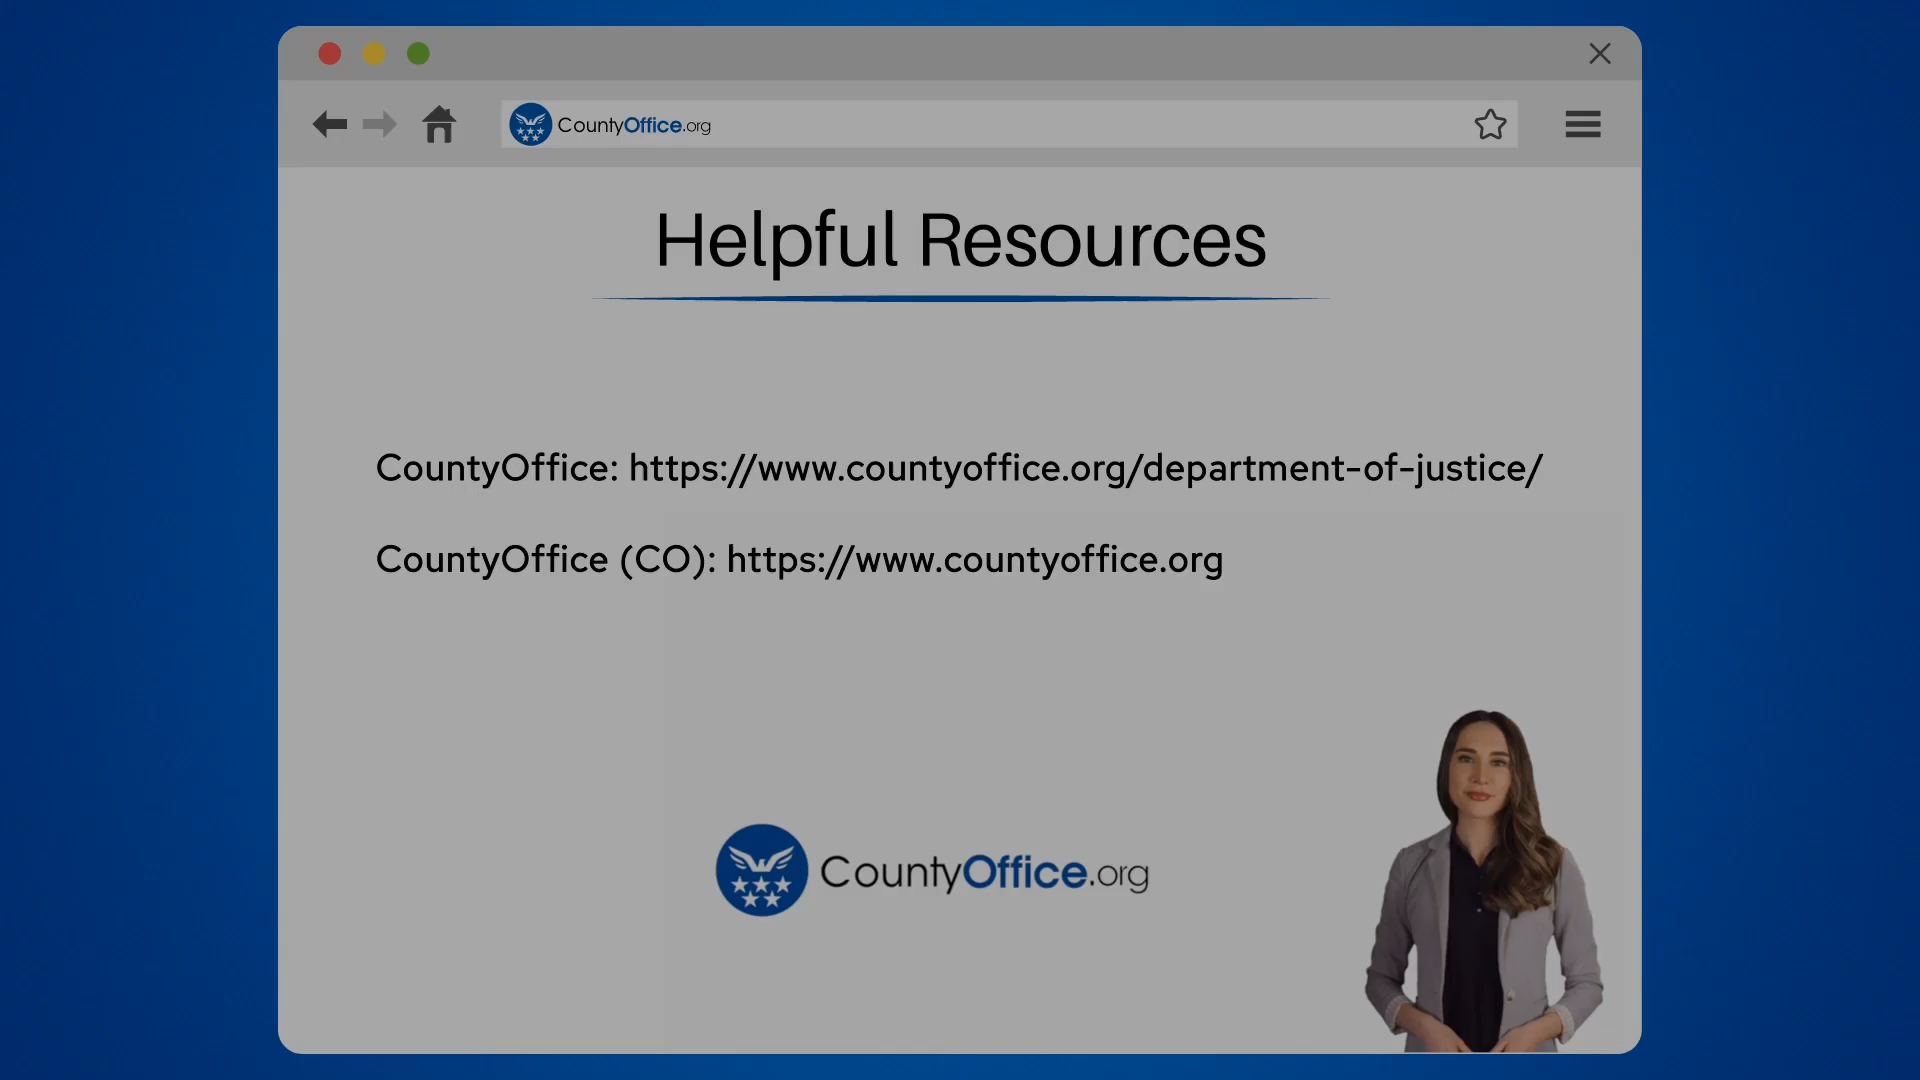 CountyOffice.org
Helpful Resources
CountyOffice: https://www.countyoffice.org/department-of-justice/
CountyOffice (CO): https://www.countyoffice.org
CountyOffice.org